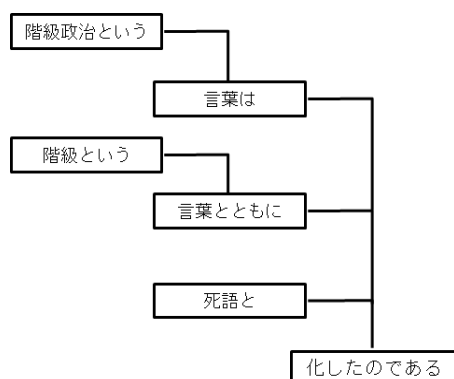 階級政治という
言葉は
階級という
言葉とともに
死語と
化したのである